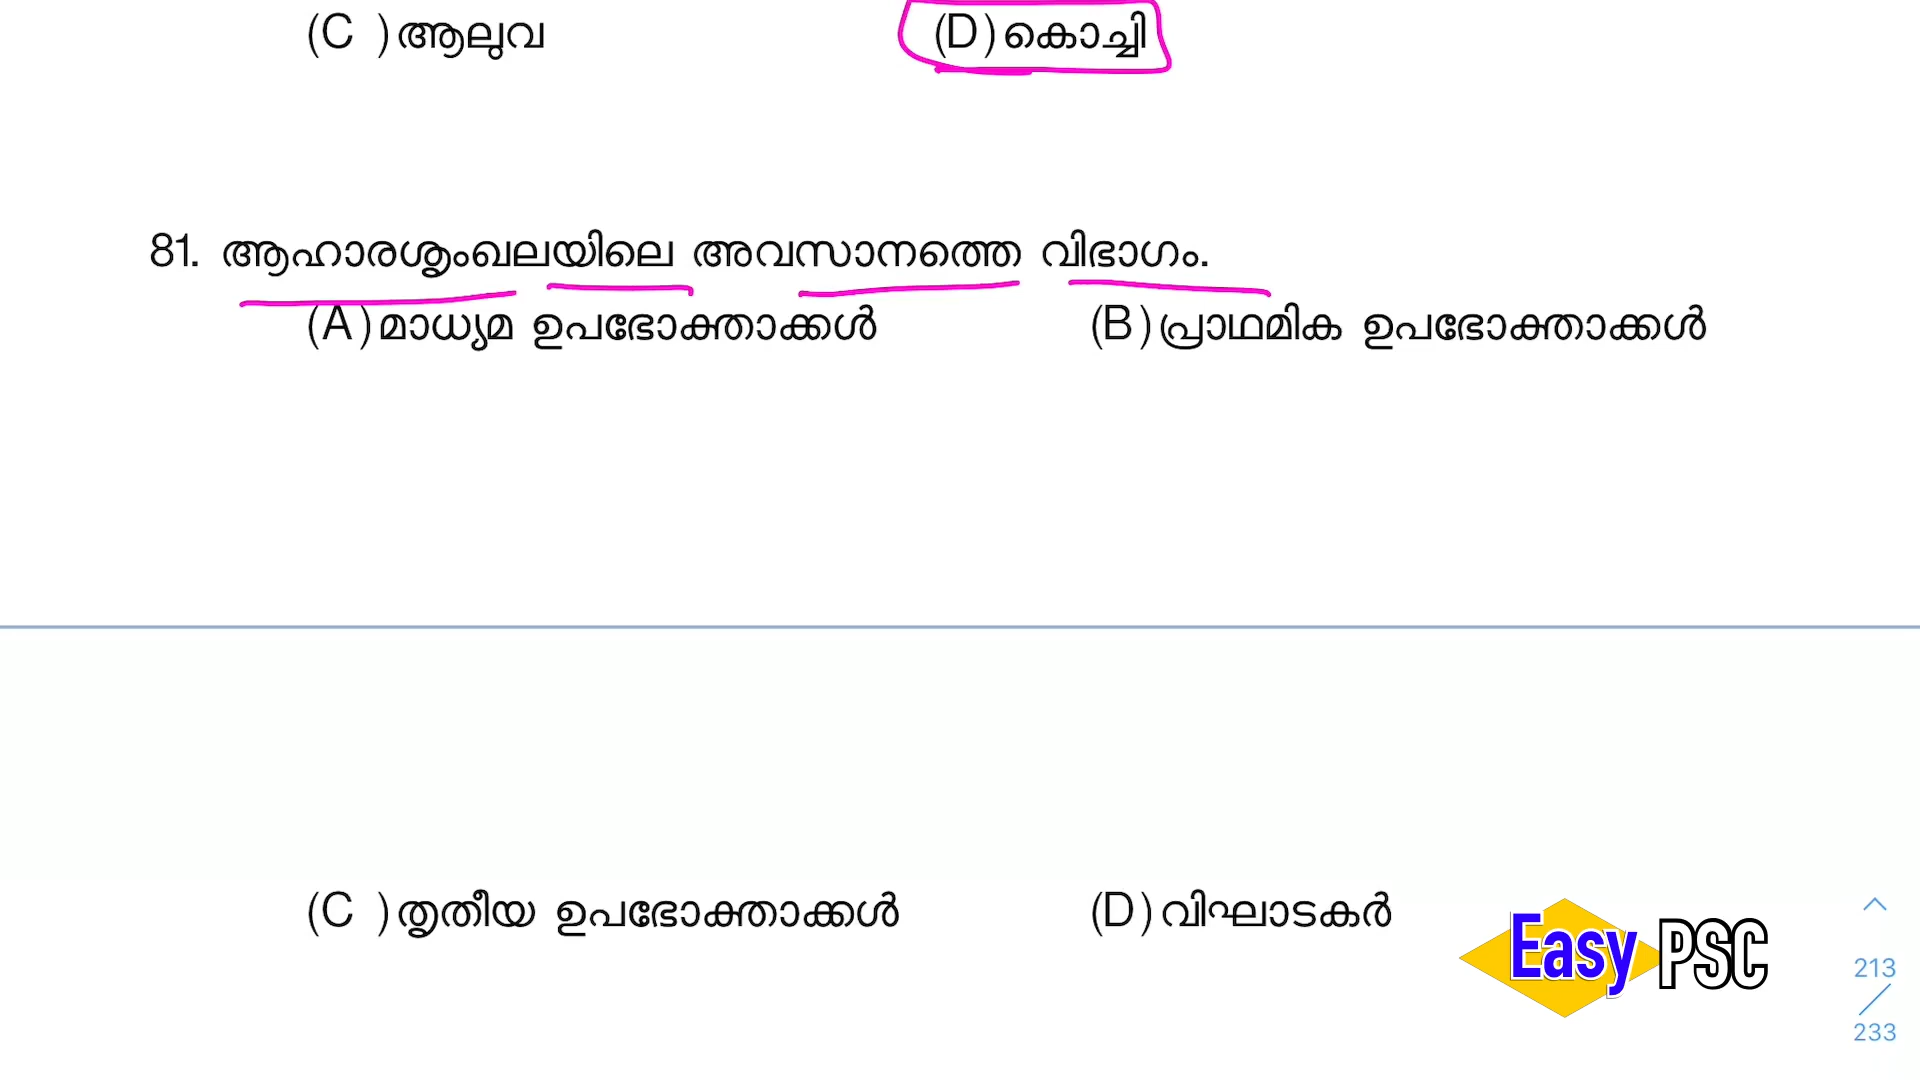 (C ) ആലുവ (D) കൊച്ചി
81. ആഹാരശൃംഖലയിലെ അവസാനത്തെ വിഭാഗം.
(A) മാധ്യമ ഉപഭോക്താക്കൾ (B) പ്രാഥമിക ഉപഭോക്താക്കൾ
(C ) തൃതീയ ഉപഭോക്താക്കൾ (D) വിഘാടകർ
Easy PSC
213
/
233